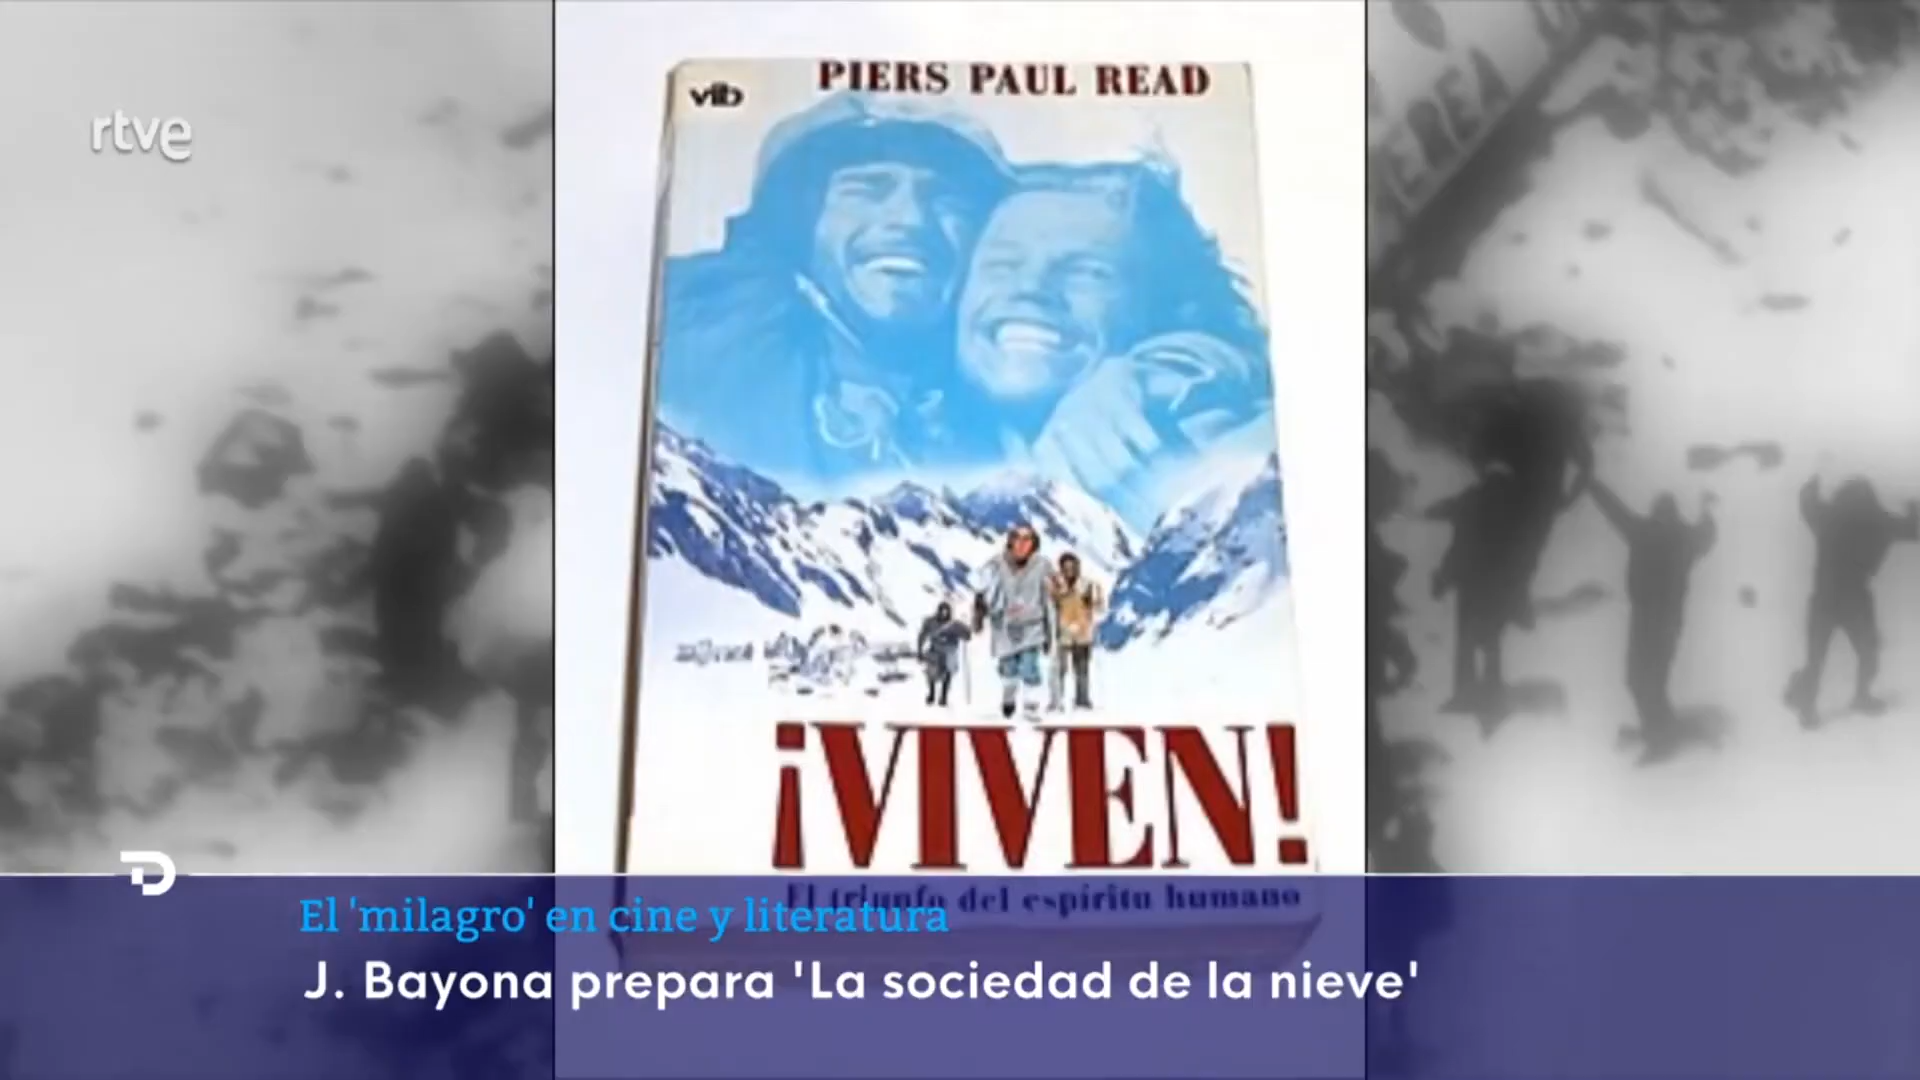 rtve
vib
PIERS PAUL READ
¡VIVEN!
El triunfo del espíritu humano
El 'milagro' en cine y literatura
J. Bayona prepara 'La sociedad de la nieve'